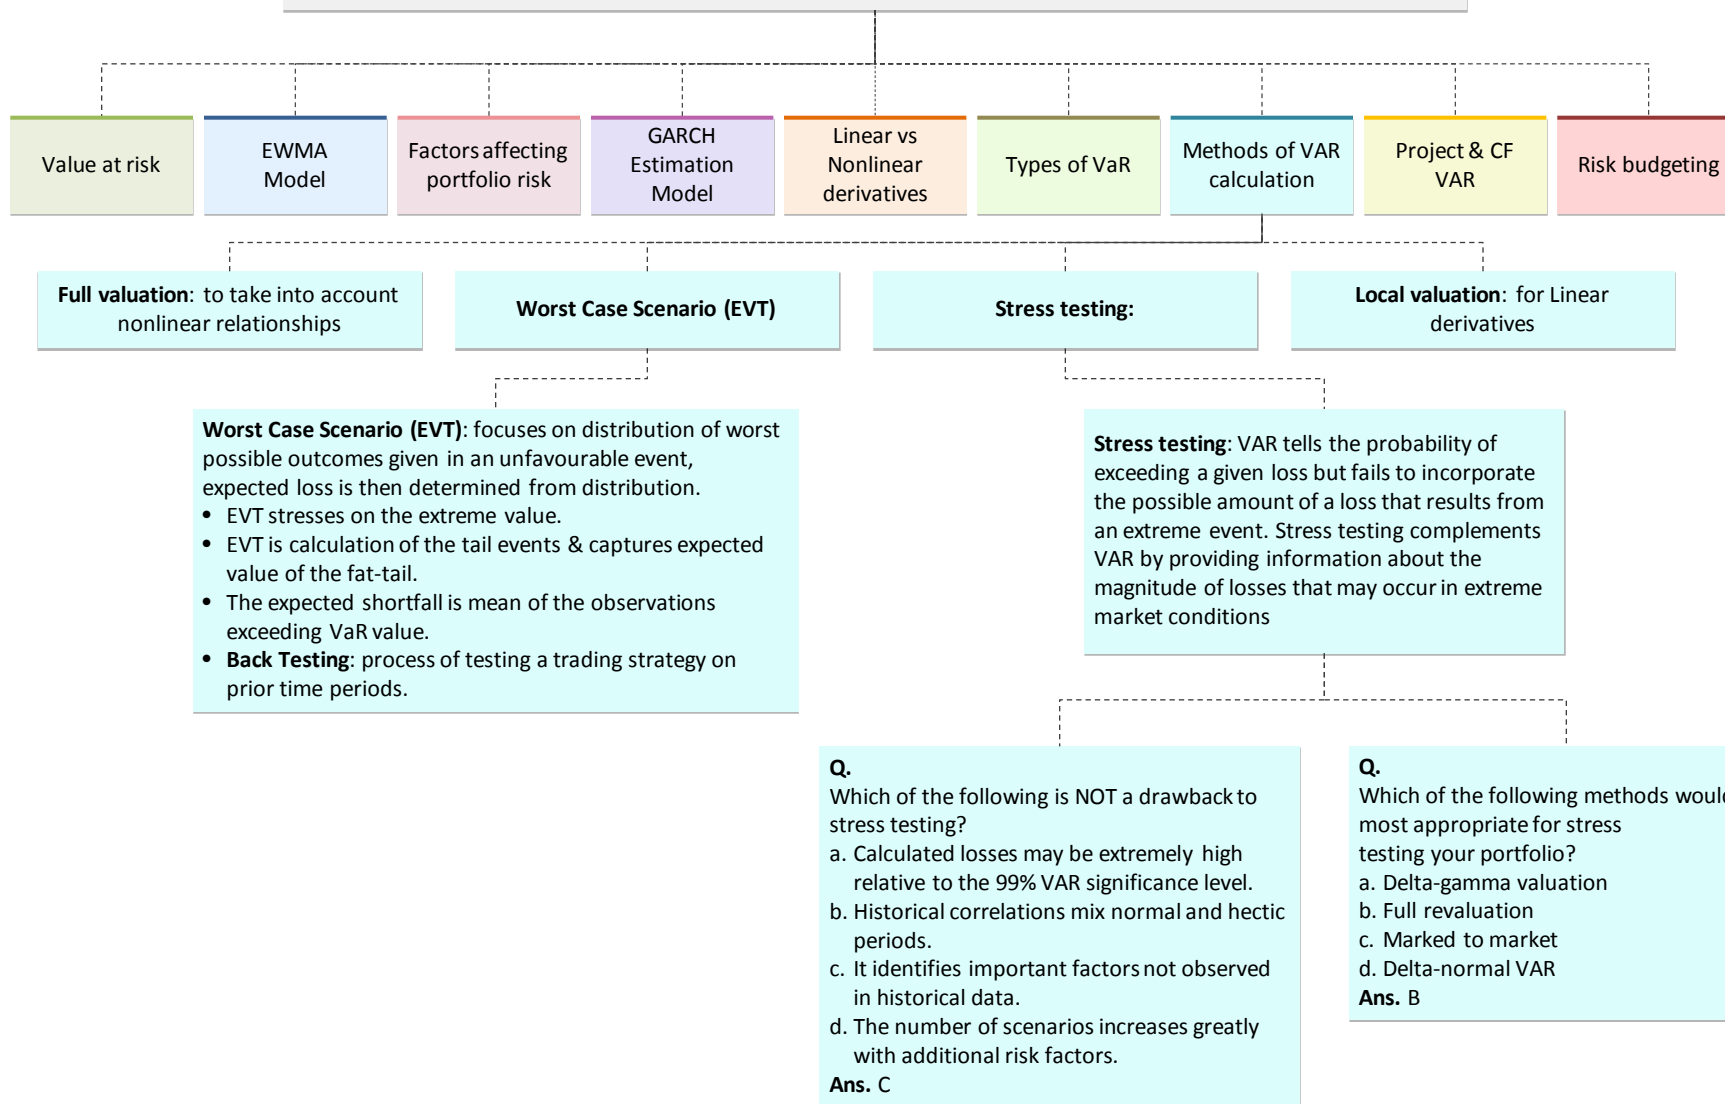 Value at risk
EWMA
Model
Factors affecting
portfolio risk
GARCH
Estimation
Model
Linear vs
Nonlinear
derivatives
Types of VaR
Methods of VAR
calculation
Project & CF
VAR
Risk budgeting
Full valuation: to take into account
nonlinear relationships
Worst Case Scenario (EVT)
Stress testing:
Local valuation: for Linear
derivatives
Worst Case Scenario (EVT): focuses on distribution of worst
possible outcomes given in an unfavourable event,
expected loss is then determined from distribution.
• EVT stresses on the extreme value.
• EVT is calculation of the tail events & captures expected
value of the fat-tail.
• The expected shortfall is mean of the observations
exceeding VaR value.
• Back Testing: process of testing a trading strategy on
prior time periods.
Stress testing: VAR tells the probability of
exceeding a given loss but fails to incorporate
the possible amount of a loss that results from
an extreme event. Stress testing complements
VAR by providing information about the
magnitude of losses that may occur in extreme
market conditions
Q.
Which of the following is NOT a drawback to
stress testing?
a. Calculated losses may be extremely high
relative to the 99% VAR significance level.
b. Historical correlations mix normal and hectic
periods.
c. It identifies important factors not observed
in historical data.
d. The number of scenarios increases greatly
with additional risk factors.
Ans. C
Q.
Which of the following methods would
most appropriate for stress
testing your portfolio?
a. Delta-gamma valuation
b. Full revaluation
c. Marked to market
d. Delta-normal VAR
Ans. B